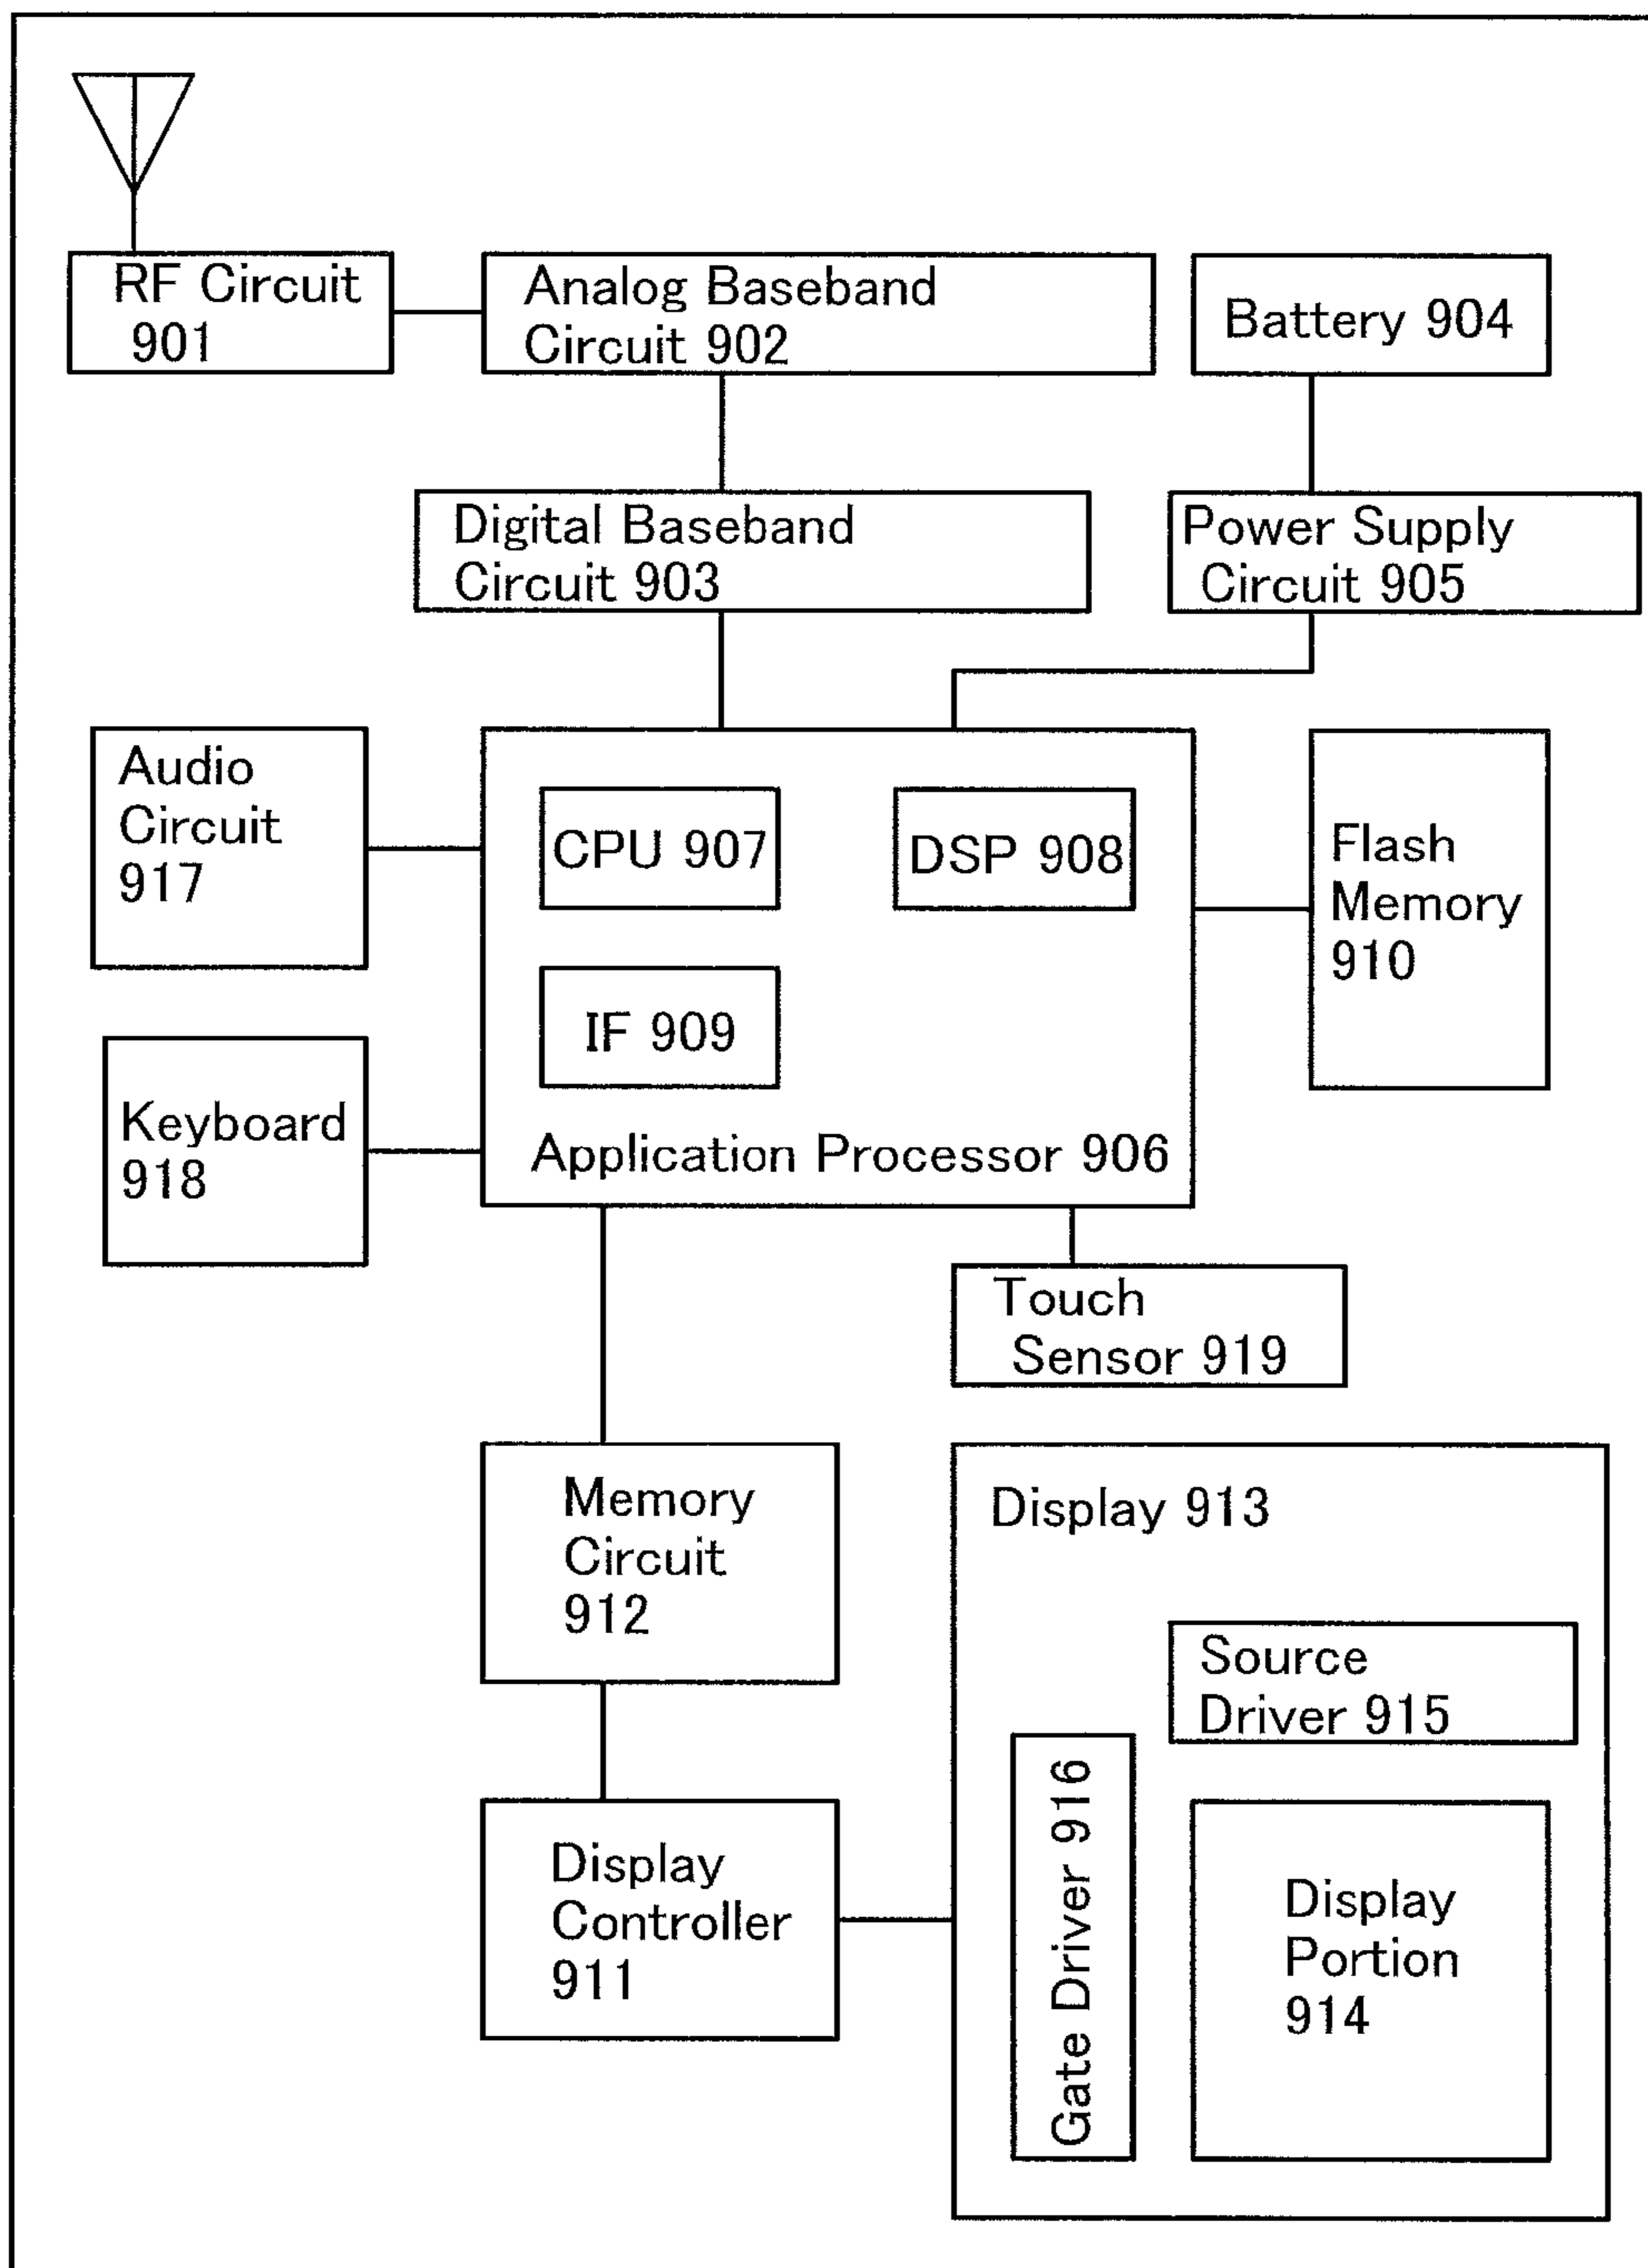 RF Circuit
901
Analog Baseband
Circuit 902
Battery 904
Digital Baseband
Circuit 903
Power Supply
Circuit 905
Audio
Circuit
917
CPU 907
DSP 908
Flash
Memory
910
IF 909
Keyboard
918
Application Processor 906
Touch
Sensor 919
Memory
Circuit
912
Display 913
Source
Driver 915
Gate Driver 916
Display
Controller
911
Display
Portion
914